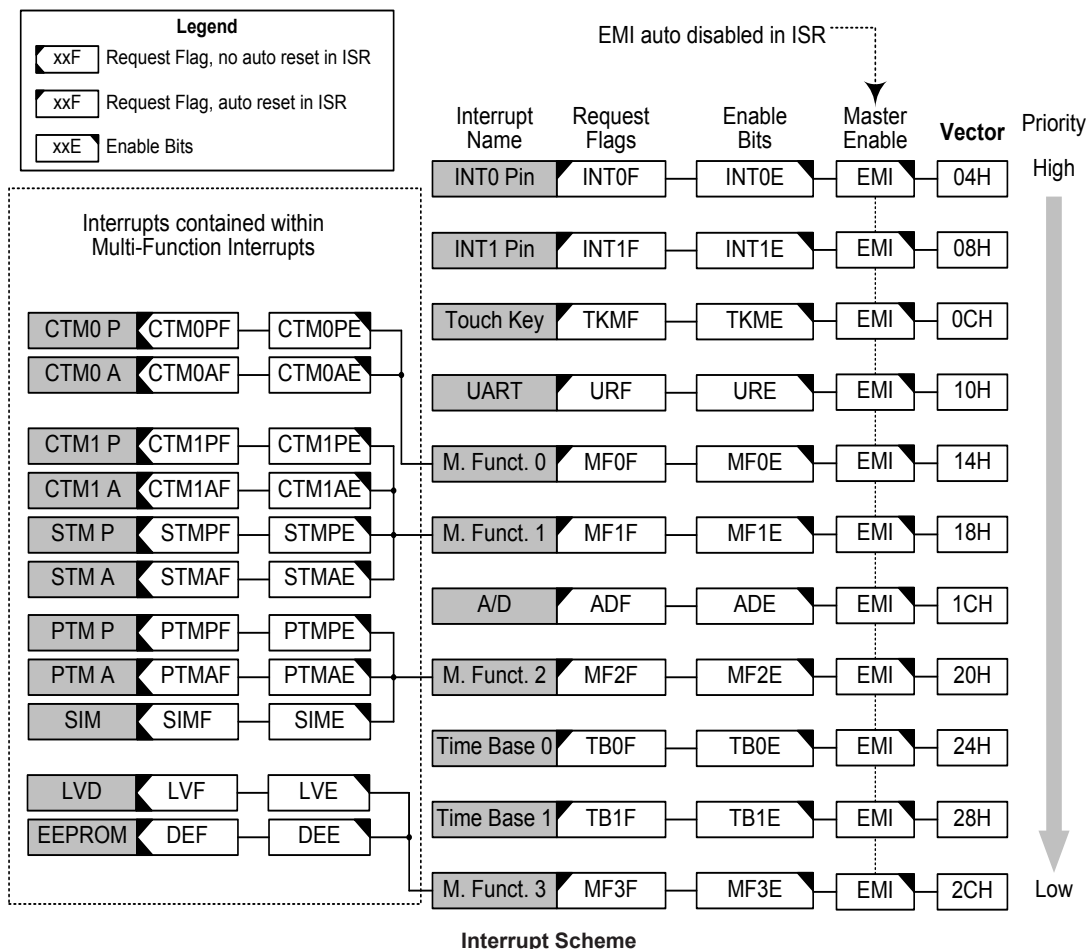 Legend
xxF Request Flag, no auto reset in ISR
xxF Request Flag, auto reset in ISR
xxE Enable Bits
EMI auto disabled in ISR
Interrupt Name Request Flags Enable Bits Master Enable Vector Priority
INT0 Pin INT0F INT0E EMI 04H High
Interrupts contained within
Multi-Function Interrupts
INT1 Pin INT1F INT1E EMI 08H
CTM0 P CTM0PF CTM0PE Touch Key TKMF TKME EMI 0CH
CTM0 A CTM0AF CTM0AE UART URF URE EMI 10H
CTM1 P CTM1PF CTM1PE M. Funct. 0 MF0F MF0E EMI 14H
CTM1 A CTM1AF CTM1AE
STM P STMPF STMPE M. Funct. 1 MF1F MF1E EMI 18H
STM A STMAF STMAE
A/D ADF ADE EMI 1CH
PTM P PTMPF PTMPE
PTM A PTMAF PTMAE M. Funct. 2 MF2F MF2E EMI 20H
SIM SIMF SIME
Time Base 0 TB0F TB0E EMI 24H
LVD LVF LVE
Time Base 1 TB1F TB1E EMI 28H
EEPROM DEF DEE
M. Funct. 3 MF3F MF3E EMI 2CH Low
Interrupt Scheme